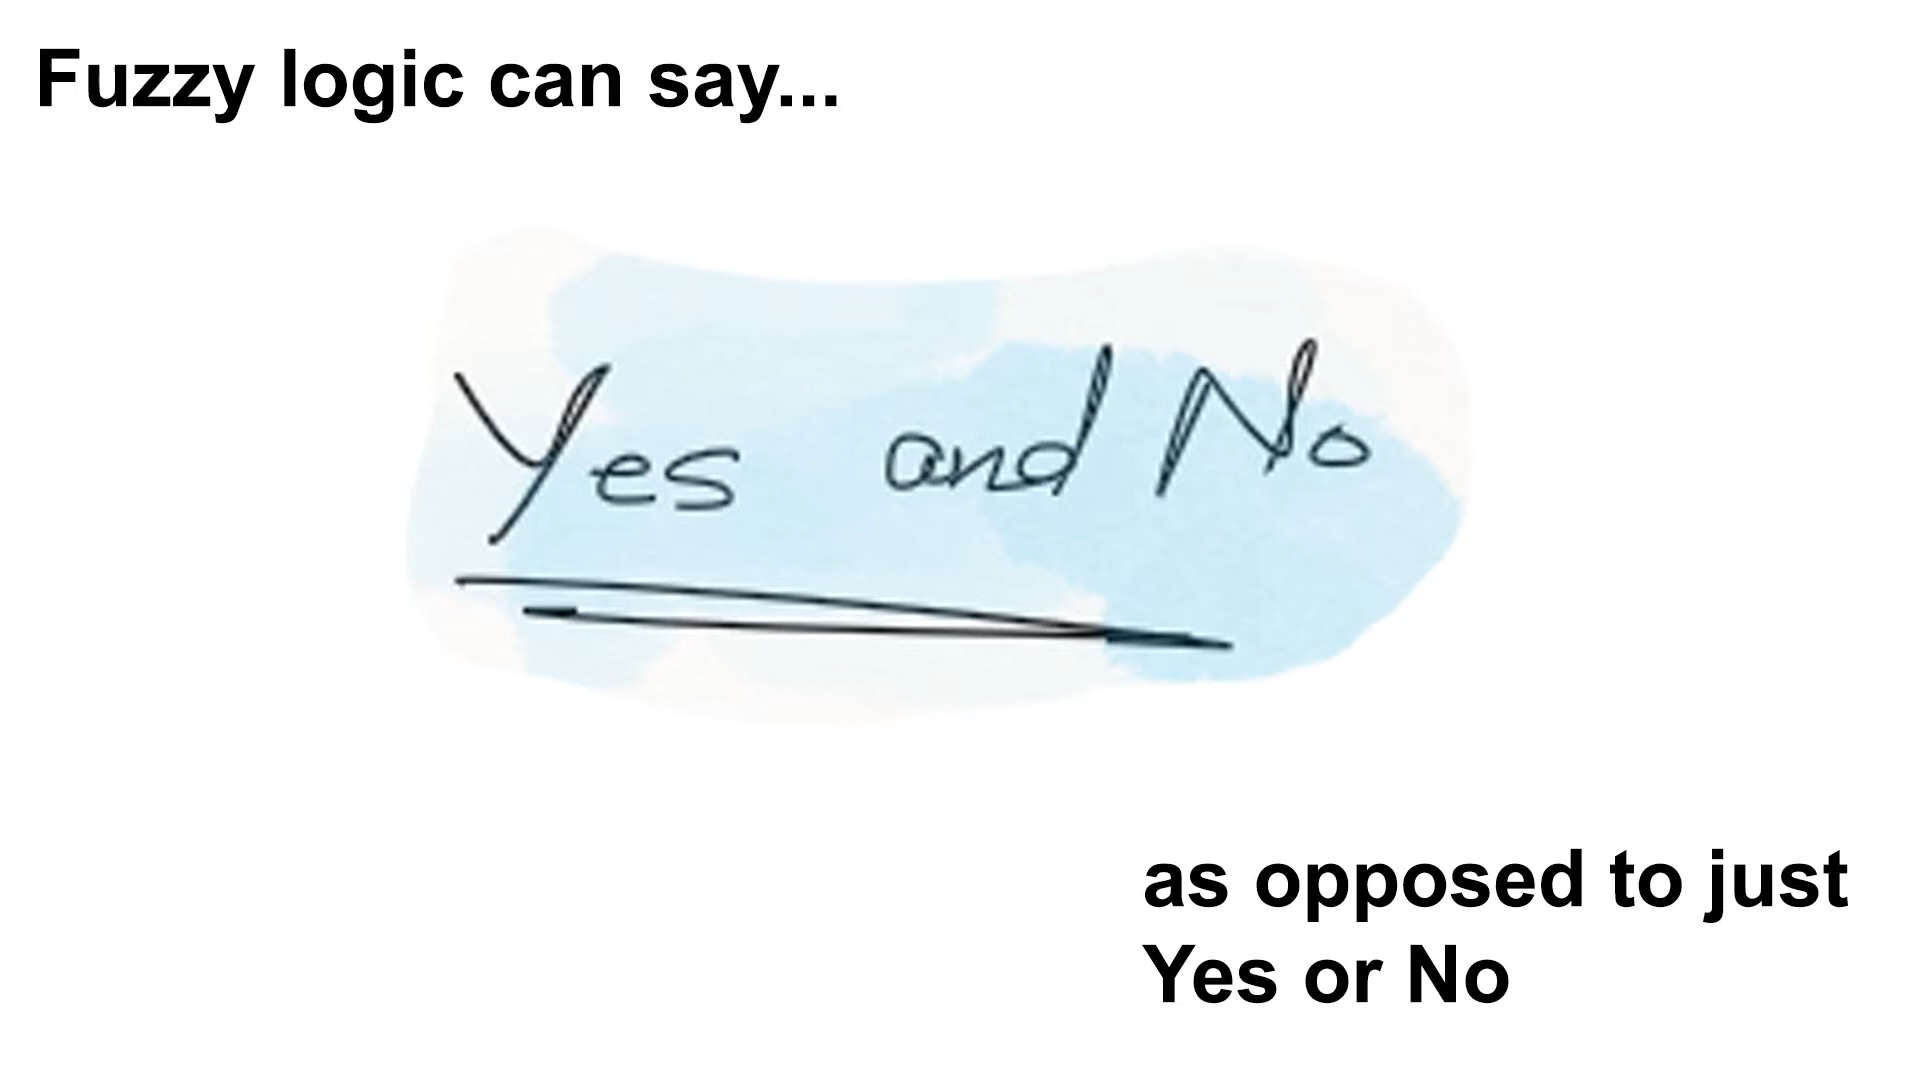 Fuzzy logic can say...
Yes and No
as opposed to just
Yes or No